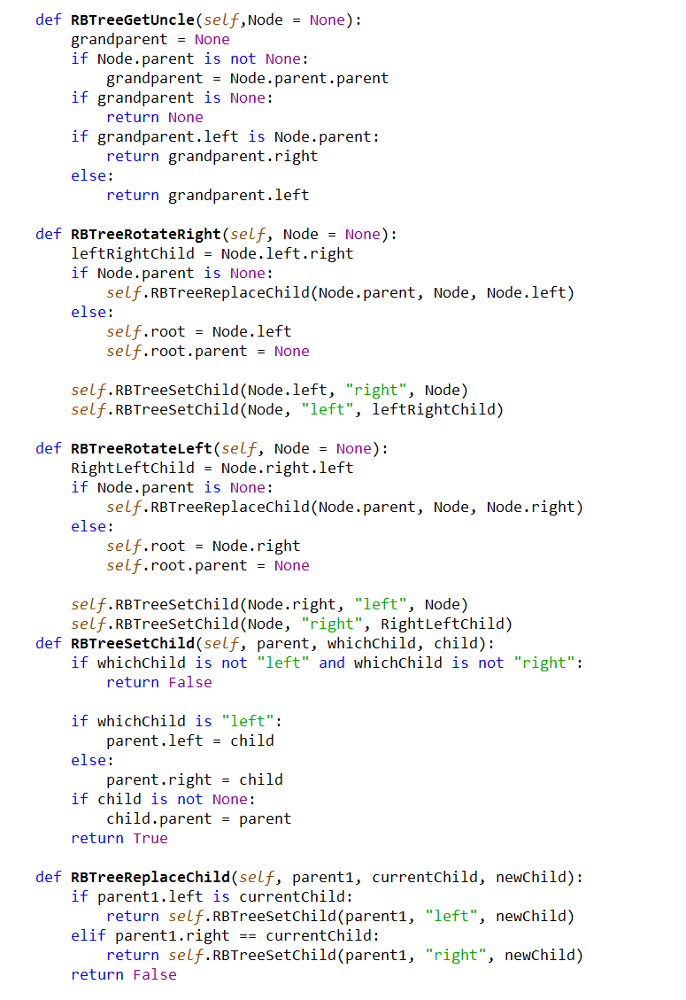 def RBTreeGetUncle(self,Node = None):
    grandparent = None
    if Node.parent is not None:
        grandparent = Node.parent.parent
    if grandparent is None:
        return None
    if grandparent.left is Node.parent:
        return grandparent.right
    else:
        return grandparent.left

def RBTreeRotateRight(self, Node = None):
    leftRightChild = Node.left.right
    if Node.parent is None:
        self.RBTreeReplaceChild(Node.parent, Node, Node.left)
    else:
        self.root = Node.left
        self.root.parent = None

    self.RBTreeSetChild(Node.left, "right", Node)
    self.RBTreeSetChild(Node, "left", leftRightChild)

def RBTreeRotateLeft(self, Node = None):
    RightLeftChild = Node.right.left
    if Node.parent is None:
        self.RBTreeReplaceChild(Node.parent, Node, Node.right)
    else:
        self.root = Node.right
        self.root.parent = None

    self.RBTreeSetChild(Node.right, "left", Node)
    self.RBTreeSetChild(Node, "right", RightLeftChild)
def RBTreeSetChild(self, parent, whichChild, child):
    if whichChild is not "left" and whichChild is not "right":
        return False

    if whichChild is "left":
        parent.left = child
    else:
        parent.right = child
    if child is not None:
        child.parent = parent
    return True

def RBTreeReplaceChild(self, parent1, currentChild, newChild):
    if parent1.left is currentChild:
        return self.RBTreeSetChild(parent1, "left", newChild)
    elif parent1.right == currentChild:
        return self.RBTreeSetChild(parent1, "right", newChild)
    return False